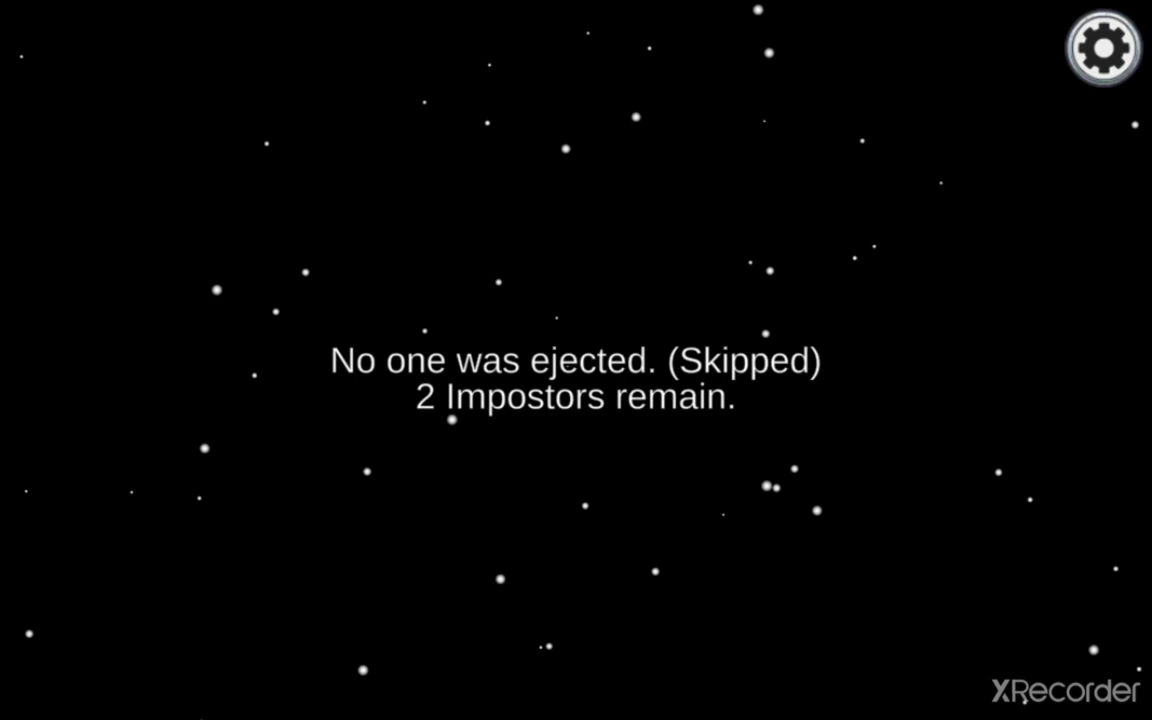 No one was ejected. (Skipped)
2 Impostors remain.
XRecorder